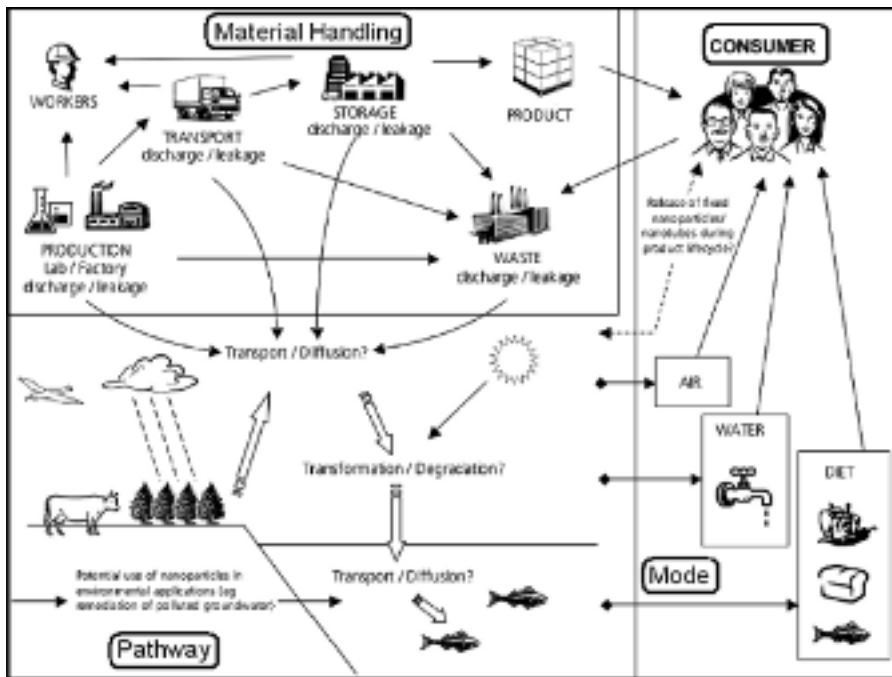 Material Handling
CONSUMER
WORKERS
TRANSPORT
discharge / leakage
STORAGE
discharge / leakage
PRODUCT
PRODUCTION
Lab / Factory
discharge / leakage
WASTE
discharge / leakage
Release of fixed
nanoparticles/
nanotubes during
product lifecycle?
Transport / Diffusion?
AIR
WATER
DIET
Transformation / Degradation?
Potential use of nanoparticles in
environmental applications (eg
remediation of polluted groundwater)
Transport / Diffusion?
Mode
Pathway